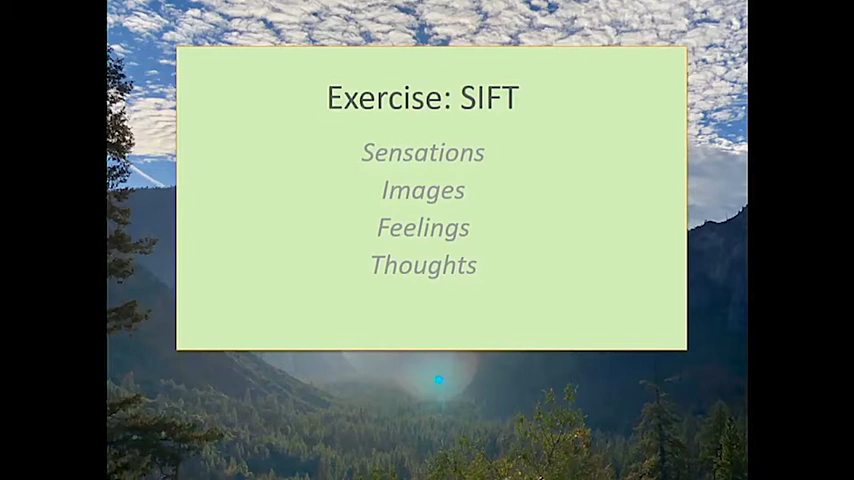 Exercise: SIFT
Sensations
Images
Feelings
Thoughts